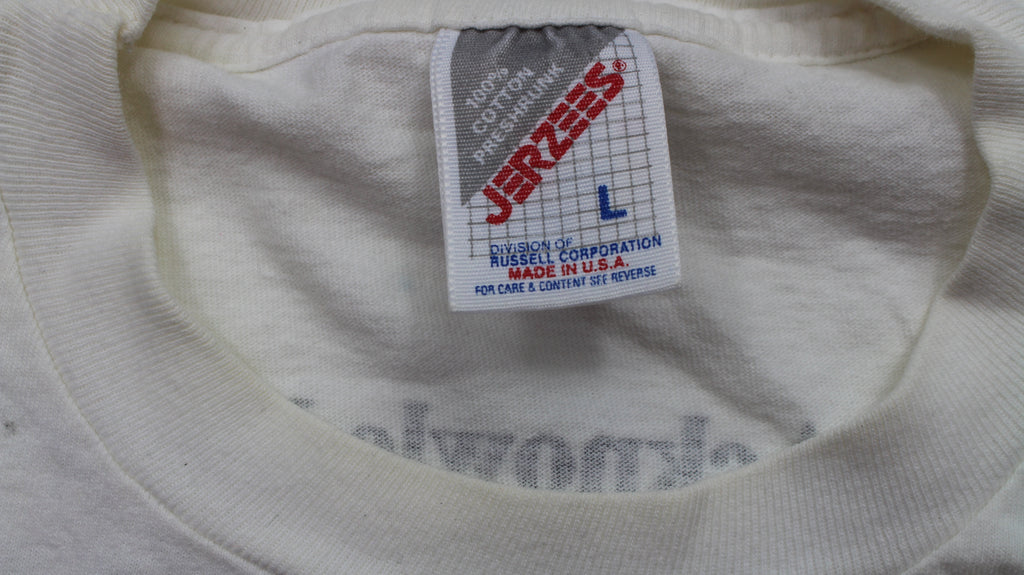 100%
COTTON
PRESHRUNK
JERZEES®
L
DIVISION OF
RUSSELL CORPORATION
MADE IN U.S.A.
FOR CARE & CONTENT SEE REVERSE